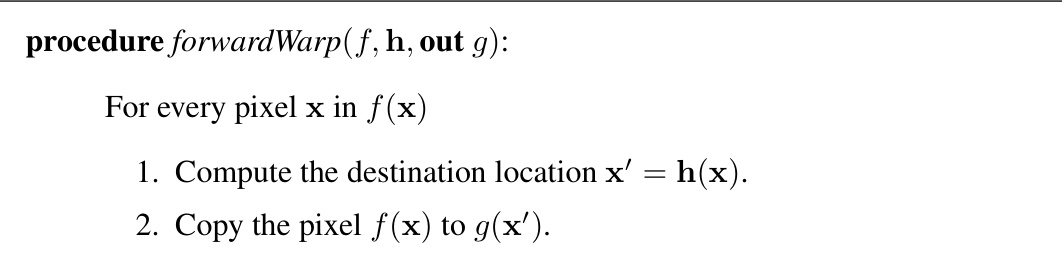 procedure forwardWarp(f, h, out g):
For every pixel x in f(x)
1. Compute the destination location x′ = h(x).
2. Copy the pixel f(x) to g(x′).